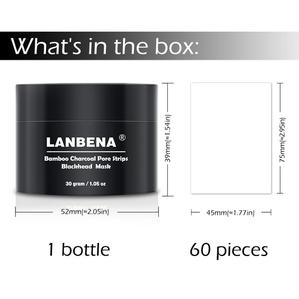 What's in the box:
LANBENA®
Bamboo Charcoal Pore Strips
Blackhead Mask
30 gram / 1.05 oz
39mm(≈1.54in)
75mm(≈2.95in)
52mm(≈2.05in)
45mm(≈1.77in)
1 bottle
60 pieces